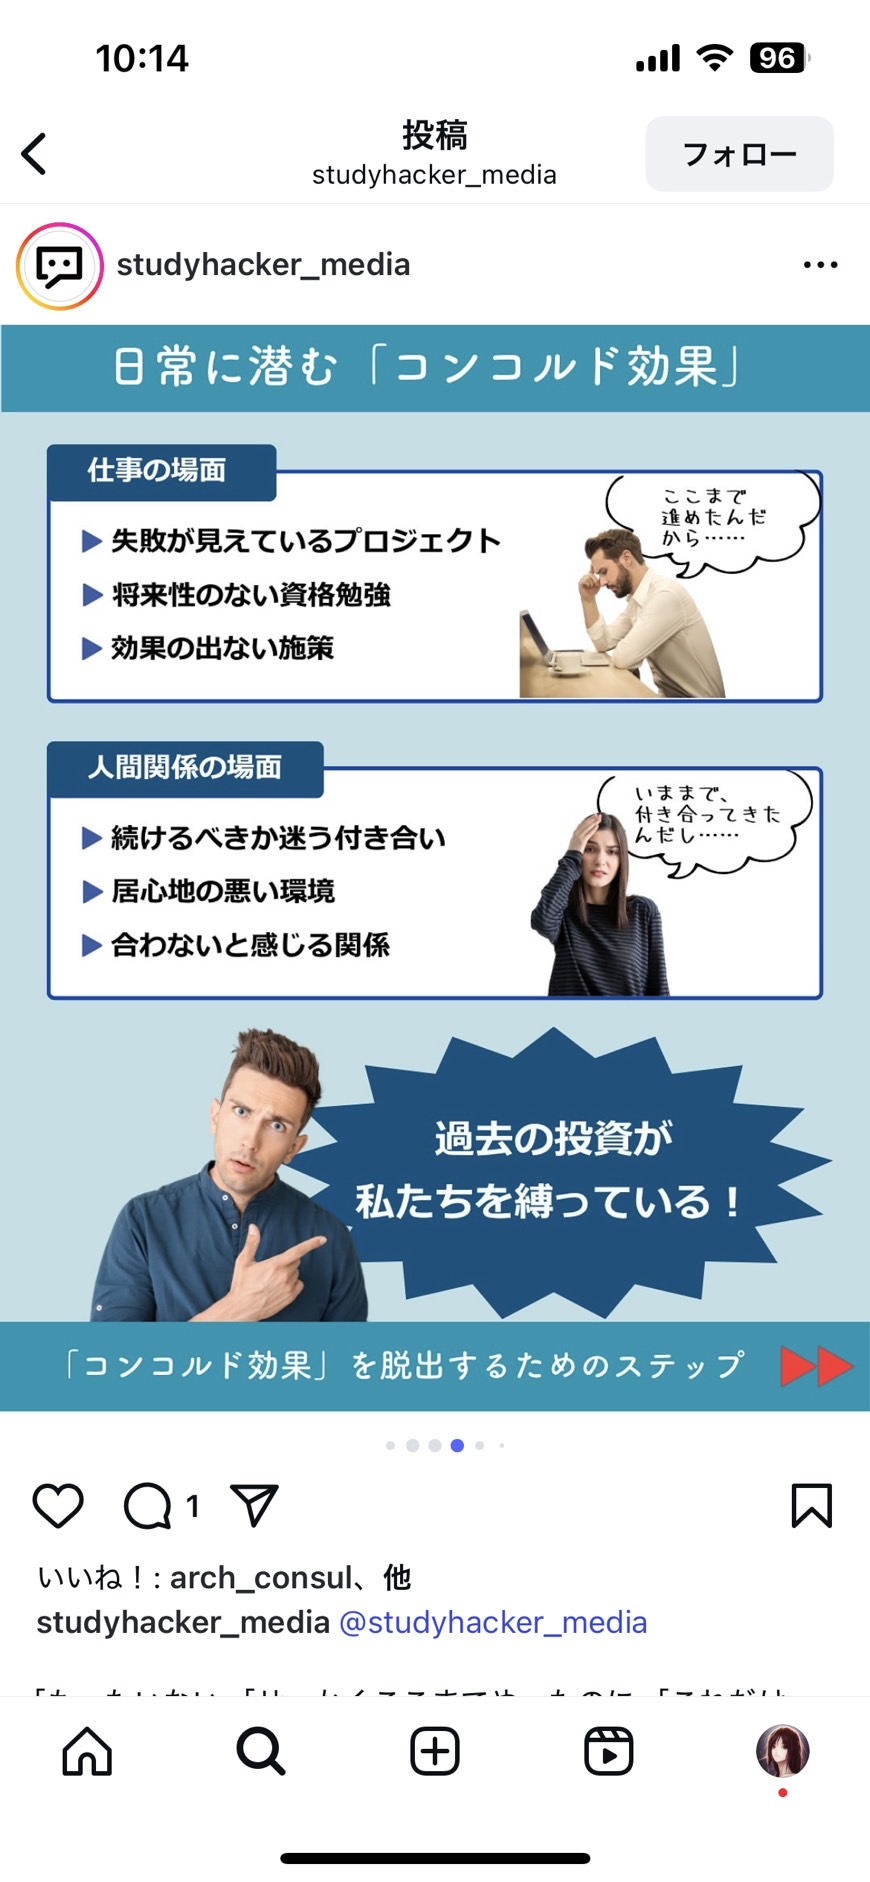 10:14
96
投稿
studyhacker_media
フォロー
studyhacker_media
日常に潜む「コンコルド効果」
仕事の場面
▶ 失敗が見えているプロジェクト
▶ 将来性のない資格勉強
▶ 効果の出ない施策
ここまで
進めたんだ
から……
人間関係の場面
▶ 続けるべきか迷う付き合い
▶ 居心地の悪い環境
▶ 合わないと感じる関係
いままで、
付き合ってきた
んだし……
過去の投資が
私たちを縛っている！
「コンコルド効果」を脱出するためのステップ
1
いいね！: arch_consul、他
studyhacker_media @studyhacker_media